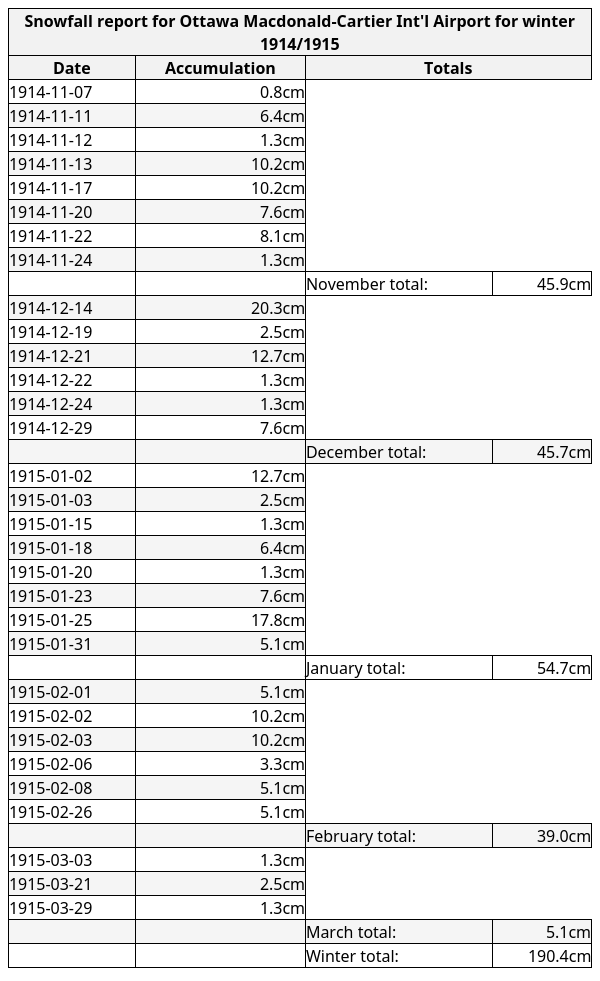 Snowfall report for Ottawa Macdonald-Cartier Int'l Airport for winter
1914/1915
Date Accumulation Totals
1914-11-07 0.8cm
1914-11-11 6.4cm
1914-11-12 1.3cm
1914-11-13 10.2cm
1914-11-17 10.2cm
1914-11-20 7.6cm
1914-11-22 8.1cm
1914-11-24 1.3cm
November total: 45.9cm
1914-12-14 20.3cm
1914-12-19 2.5cm
1914-12-21 12.7cm
1914-12-22 1.3cm
1914-12-24 1.3cm
1914-12-29 7.6cm
December total: 45.7cm
1915-01-02 12.7cm
1915-01-03 2.5cm
1915-01-15 1.3cm
1915-01-18 6.4cm
1915-01-20 1.3cm
1915-01-23 7.6cm
1915-01-25 17.8cm
1915-01-31 5.1cm
January total: 54.7cm
1915-02-01 5.1cm
1915-02-02 10.2cm
1915-02-03 10.2cm
1915-02-06 3.3cm
1915-02-08 5.1cm
1915-02-26 5.1cm
February total: 39.0cm
1915-03-03 1.3cm
1915-03-21 2.5cm
1915-03-29 1.3cm
March total: 5.1cm
Winter total: 190.4cm